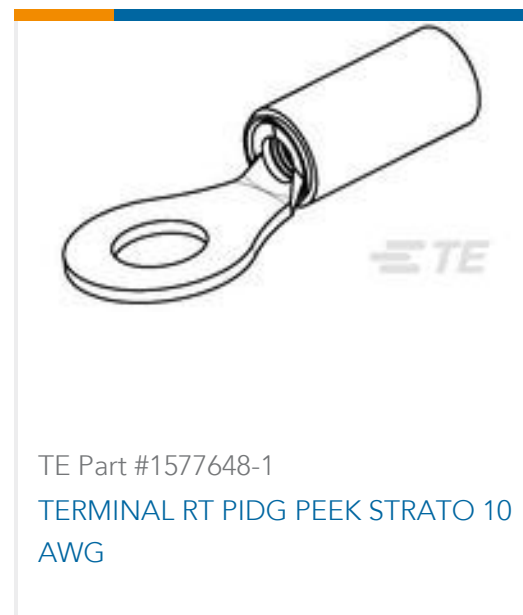 TE
TE Part #1577648-1
TERMINAL RT PIDG PEEK STRATO 10
AWG